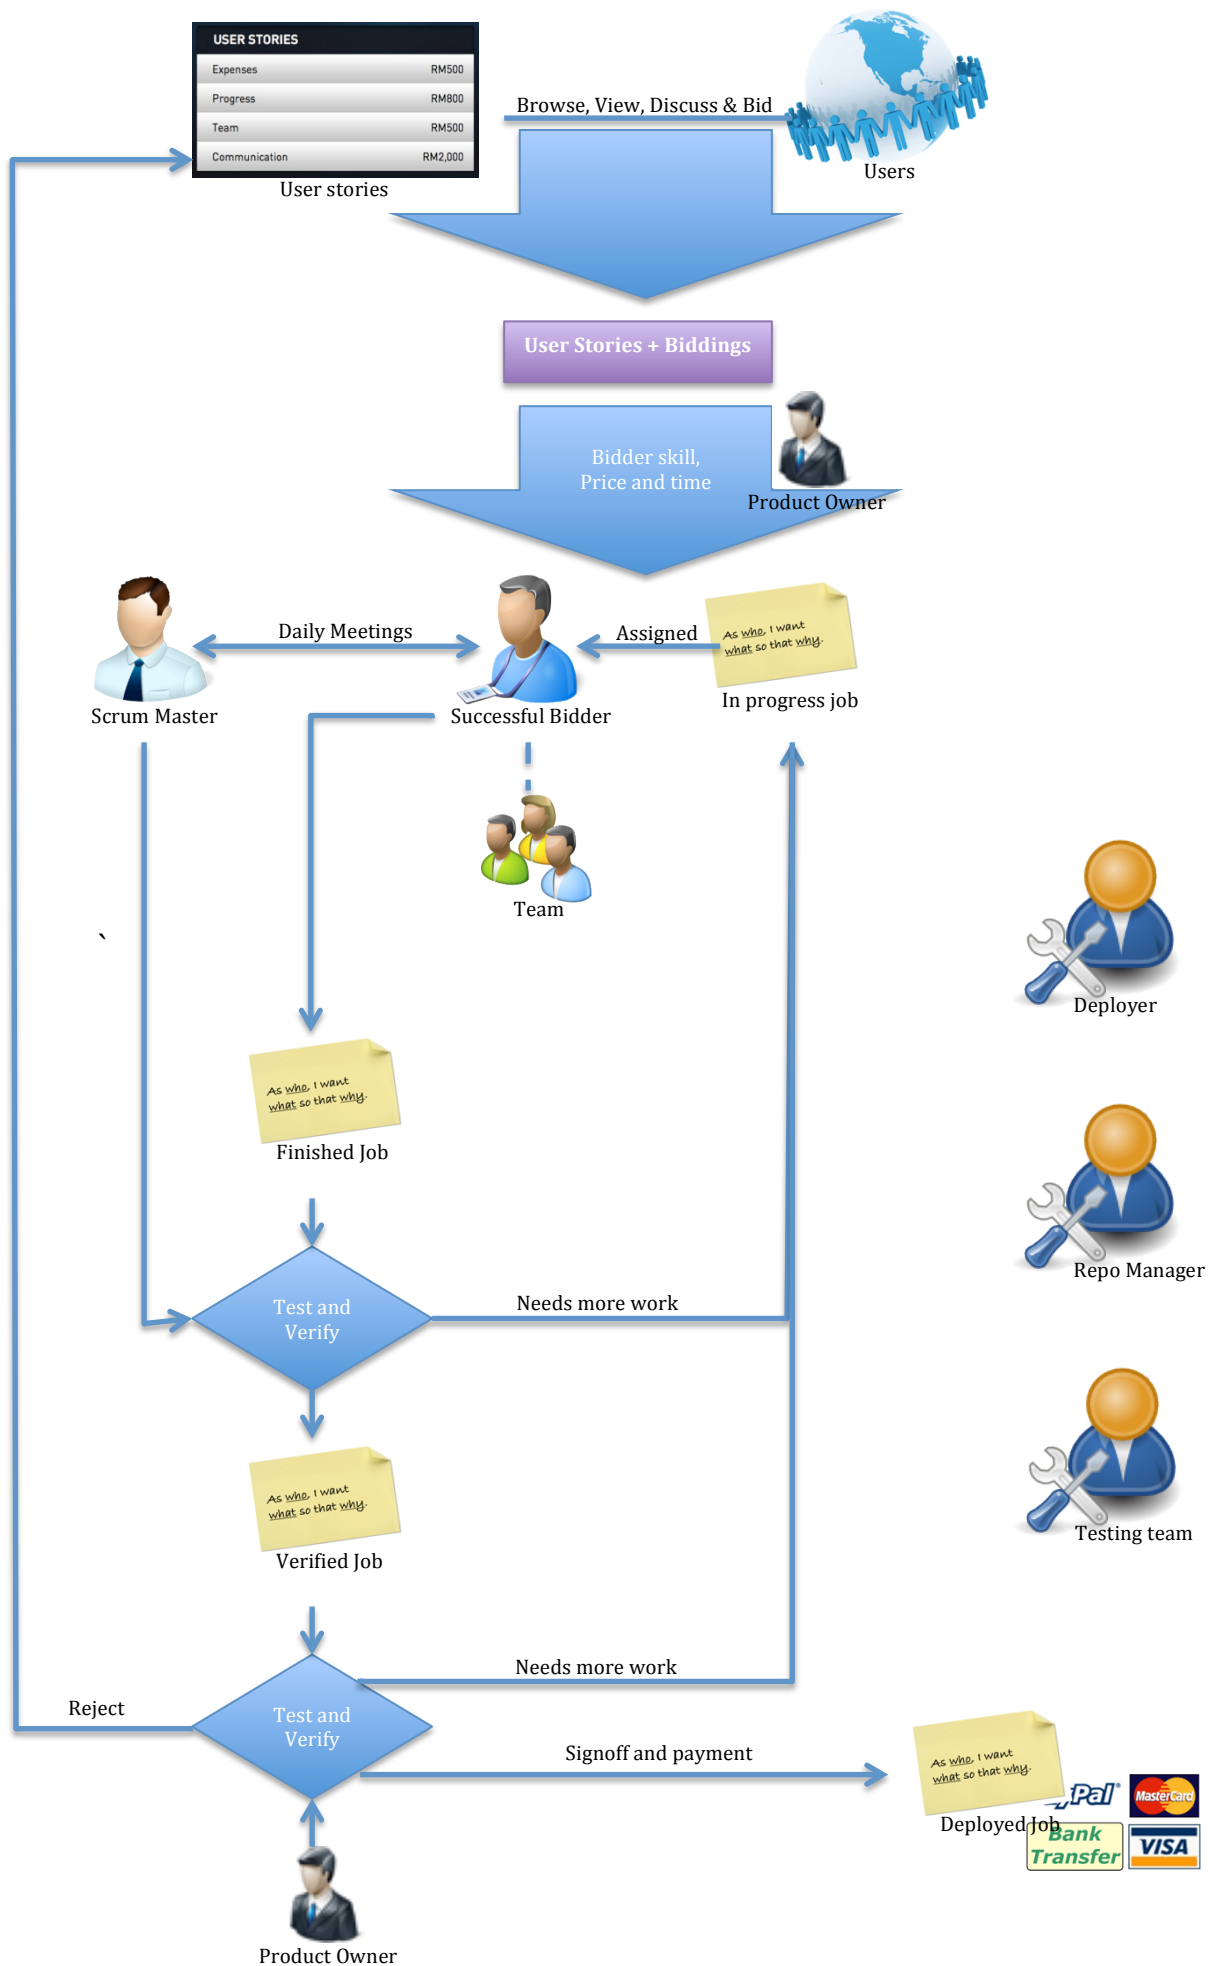 USER STORIES
Expenses RM500
Progress RM800
Team RM500
Communication RM2,000
User stories
Browse, View, Discuss & Bid
Users
User Stories + Biddings
Bidder skill,
Price and time
Product Owner
Daily Meetings
Assigned
As who, I want
what so that why.
In progress job
Scrum Master
Successful Bidder
Team
`
Deployer
As who, I want
what so that why.
Finished Job
Repo Manager
Test and
Verify
Needs more work
As who, I want
what so that why.
Verified Job
Testing team
Needs more work
Reject
Test and
Verify
Signoff and payment
As who, I want
what so that why.
Deployed Job
Pal
MasterCard
Bank
Transfer
VISA
Product Owner